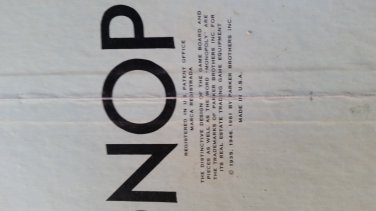 NOP
REGISTERED IN U.S. PATENT OFFICE
MARCA REGISTRADA
THE DISTINCTIVE DESIGN OF THE GAME BOARD AND
PIECES AS WELL AS THE WORD MONOPOLY ARE
THE TRADEMARKS OF PARKER BROTHERS INC. FOR
ITS REAL ESTATE TRADING GAME EQUIPMENT
© 1935, 1946, 1961 BY PARKER BROTHERS INC.
MADE IN U.S.A.